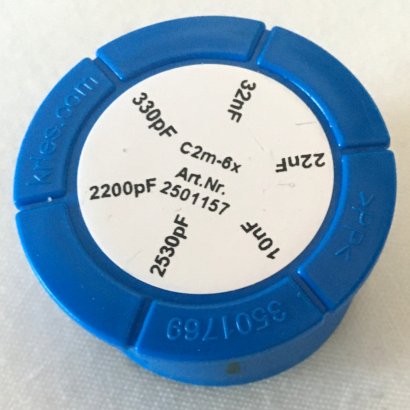 330pF
32nF
22nF
10nF
2530pF
2200pF
C2m-6x
Art.Nr.
2501157
3501769